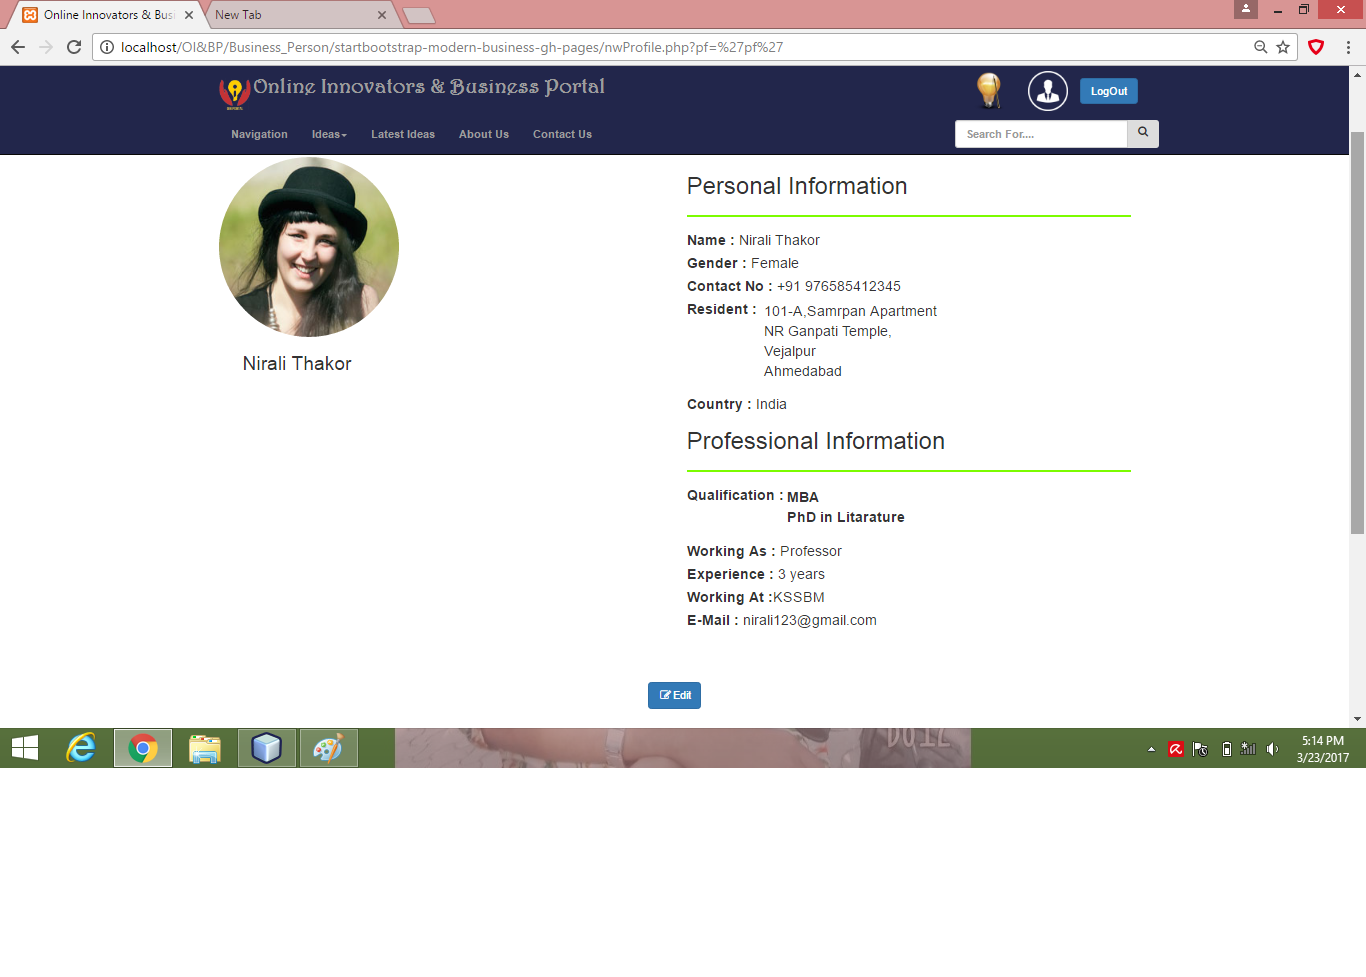 Online Innovators & Busi
New Tab
localhost/OI&BP/Business_Person/startbootstrap-modern-business-gh-pages/nwProfile.php?pf=%27pf%27
Online Innovators & Business Portal
LogOut
Navigation
Ideas
Latest Ideas
About Us
Contact Us
Search For....
Nirali Thakor
Personal Information
Name : Nirali Thakor
Gender : Female
Contact No : +91 976585412345
Resident : 101-A,Samrpan Apartment
NR Ganpati Temple,
Vejalpur
Ahmedabad
Country : India
Professional Information
Qualification : MBA
PhD in Litarature
Working As : Professor
Experience : 3 years
Working At :KSSBM
E-Mail : nirali123@gmail.com
Edit
5:14 PM
3/23/2017